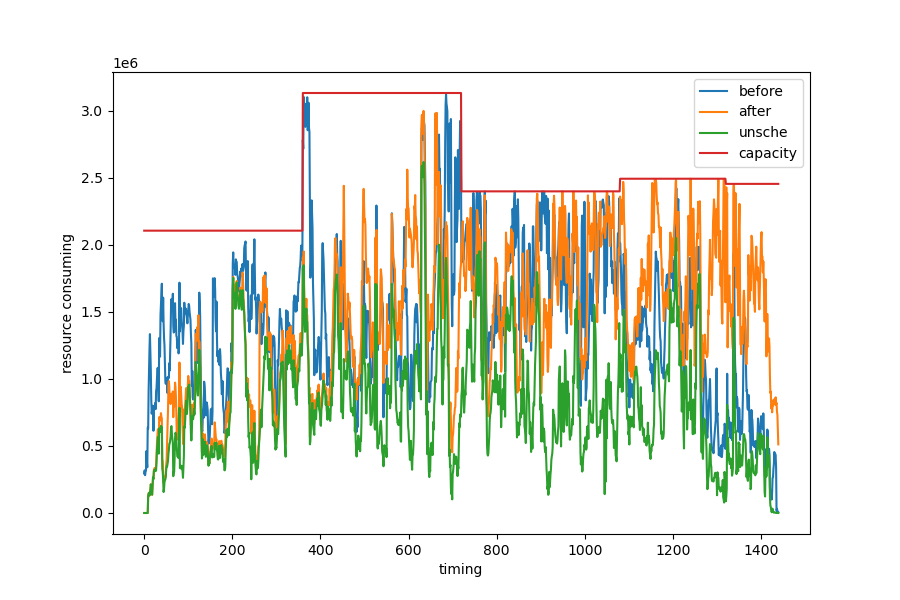 1e6
before
after
unsche
capacity
3.0
2.5
2.0
1.5
1.0
0.5
0.0
resource consuming
0 200 400 600 800 1000 1200 1400
timing